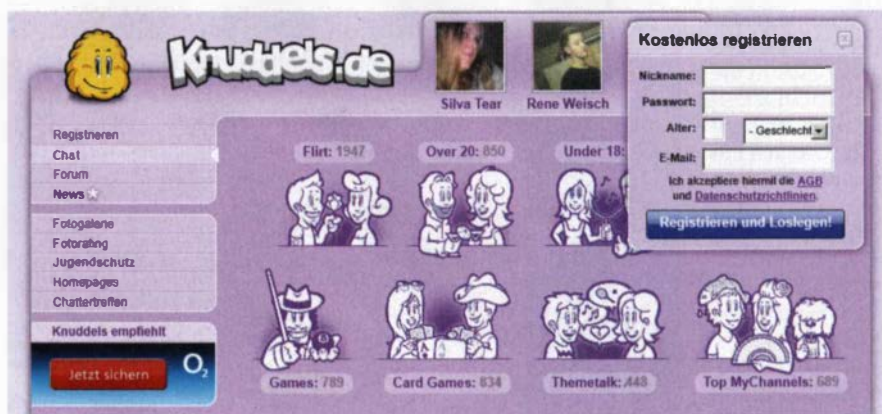 Knuddels.de
Silva Tear
Rene Weisch
Kostenlos registrieren
Nickname:
Passwort:
Alter:
- Geschlecht
E-Mail:
Ich akzeptiere hiermit die AGB
und Datenschutzrichtlinien.
Registrieren und Loslegen!
Registrieren
Chat
Forum
News
Fotogalerie
Fotorating
Jugendschutz
Homepages
Chattertreffen
Knuddels empfiehlt
Jetzt sichern
O2
Flirt: 1947
Over 20: 850
Under 18:
Games: 789
Card Games: 834
Themetalk: 448
Top MyChannels: 689